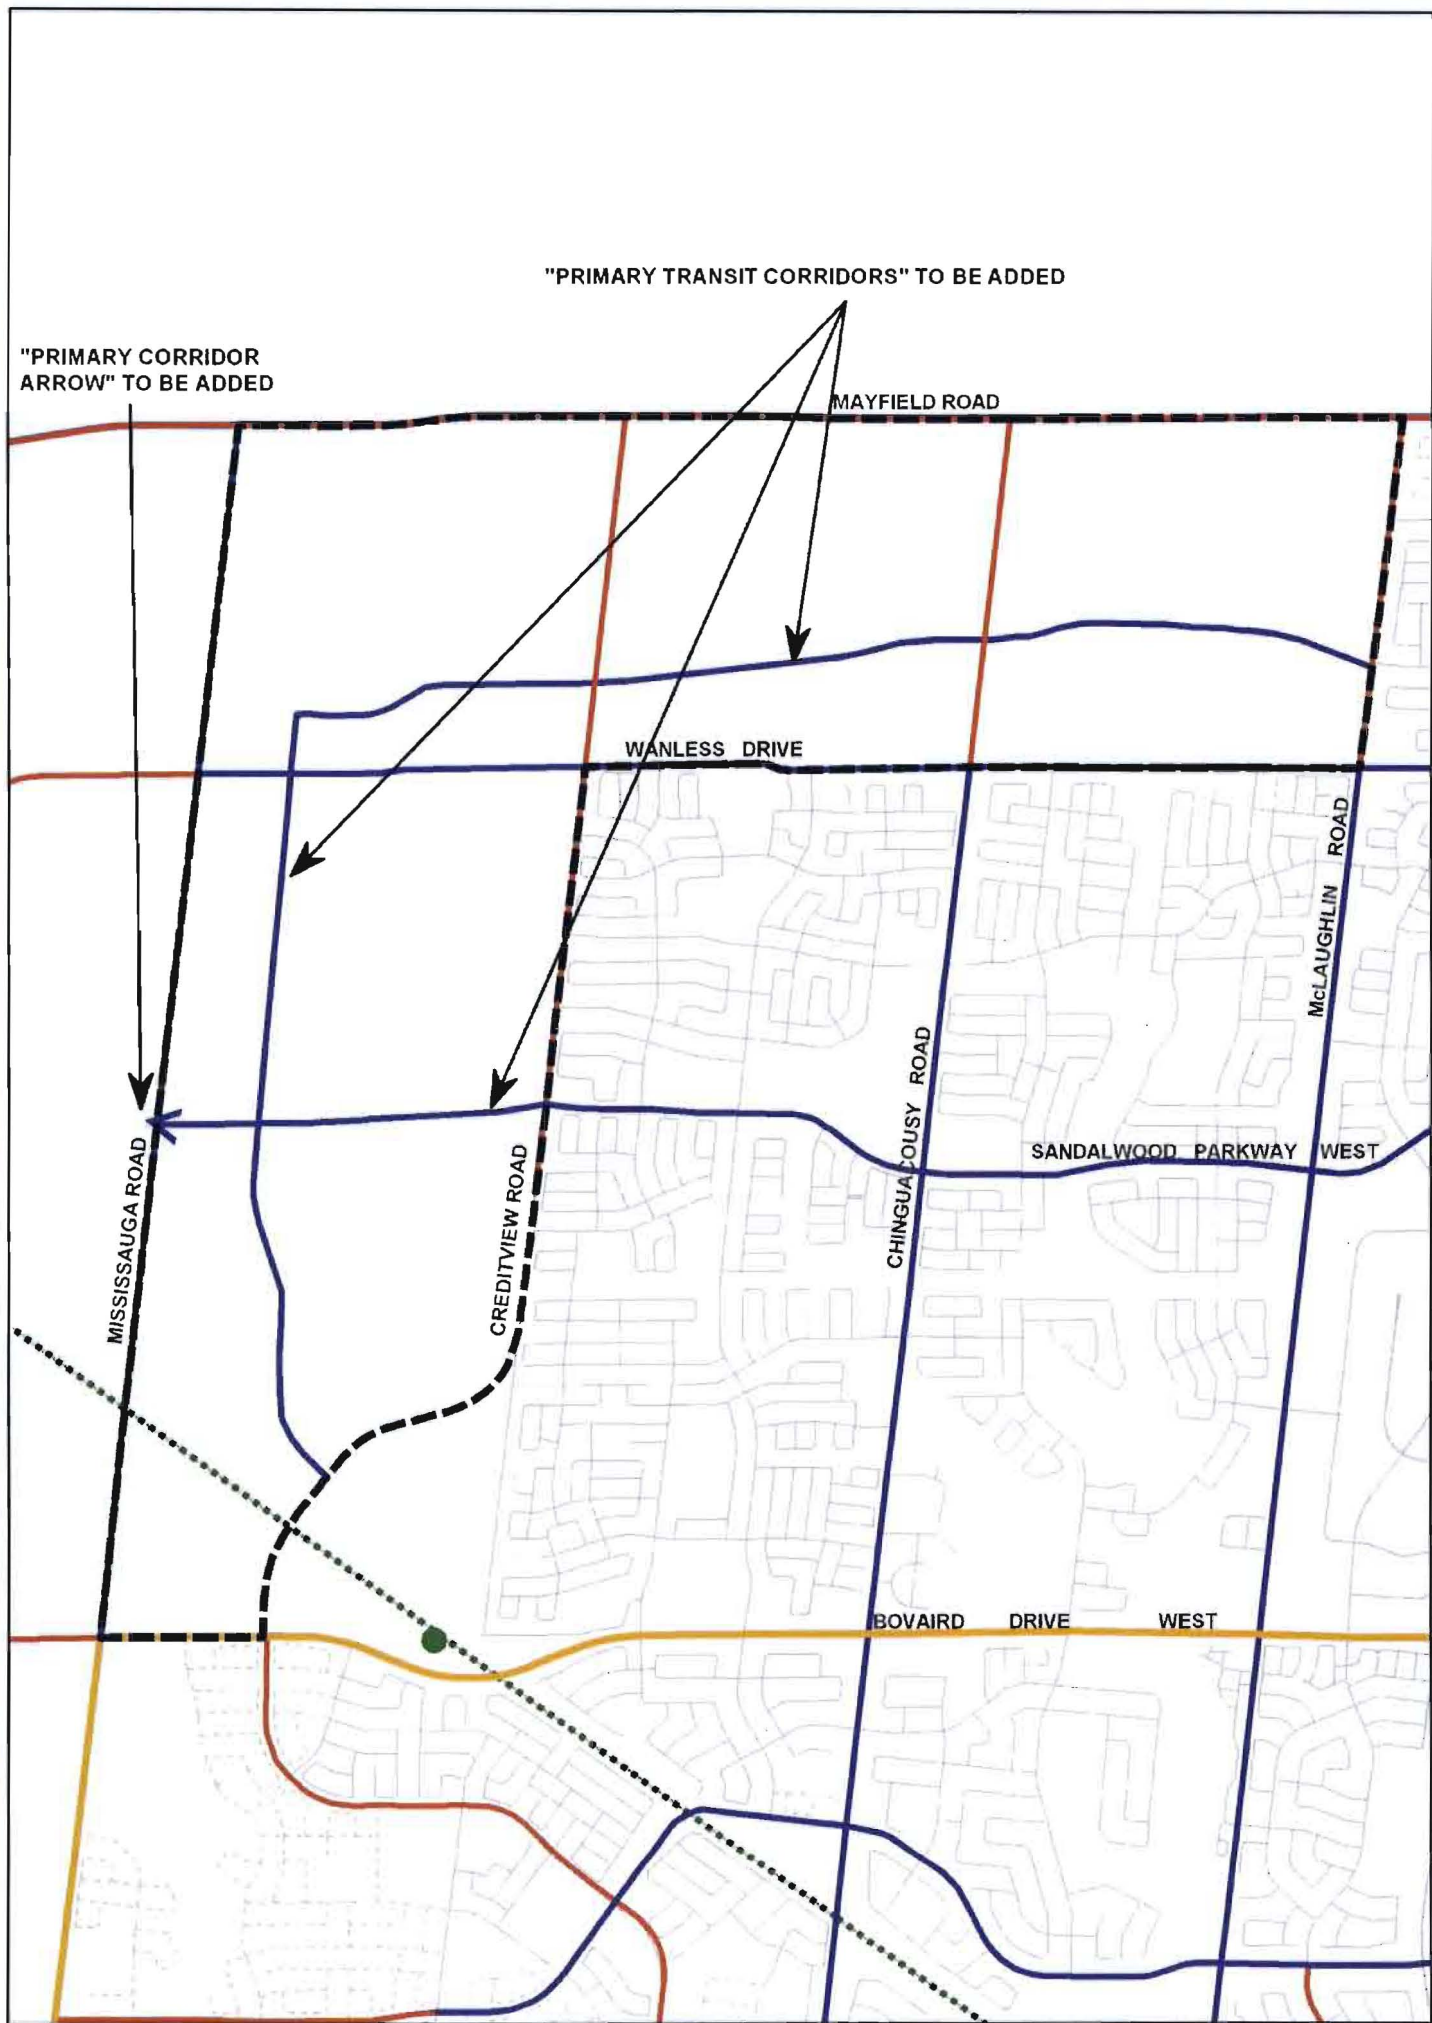 "PRIMARY TRANSIT CORRIDORS" TO BE ADDED
"PRIMARY CORRIDOR
ARROW" TO BE ADDED
MAYFIELD ROAD
WANLESS DRIVE
McLAUGHLIN ROAD
CHINGUACOUSY ROAD
SANDALWOOD PARKWAY WEST
MISSISSAUGA ROAD
CREDITVIEW ROAD
BOVAIRD DRIVE WEST